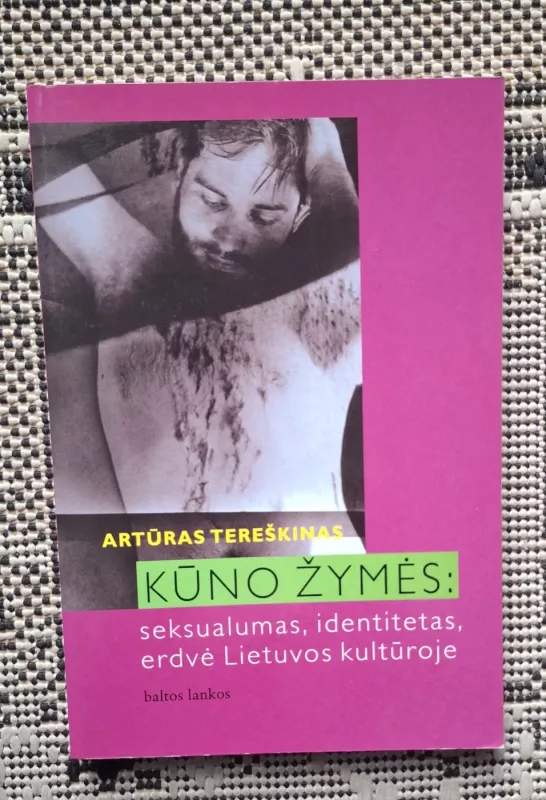 ARTŪRAS TEREŠKINAS
KŪNO ŽYMĖS:
seksualumas, identitetas,
erdvė Lietuvos kultūroje
baltos lankos